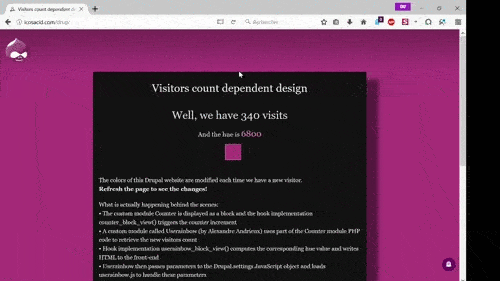 Visitors count dependent d
icosacid.com/drup/
Rechercher
Visitors count dependent design
Well, we have 340 visits
And the hue is 6800
The colors of this Drupal website are modified each time we have a new visitor.
Refresh the page to see the changes!
What is actually happening behind the scenes:
• The custom module Counter is displayed as a block and the hook implementation
counter_block_view() triggers the counter increment
• A custom module called Userainbow (by Alexandre Andrieux) uses part of the Counter module PHP
code to retrieve the new visitors count
• Hook implementation userainbow_block_view() computes the corresponding hue value and writes
HTML to the front-end
• Userainbow then passes parameters to the Drupal.settings JavaScript object and loads
userainbow.js to handle these parameters